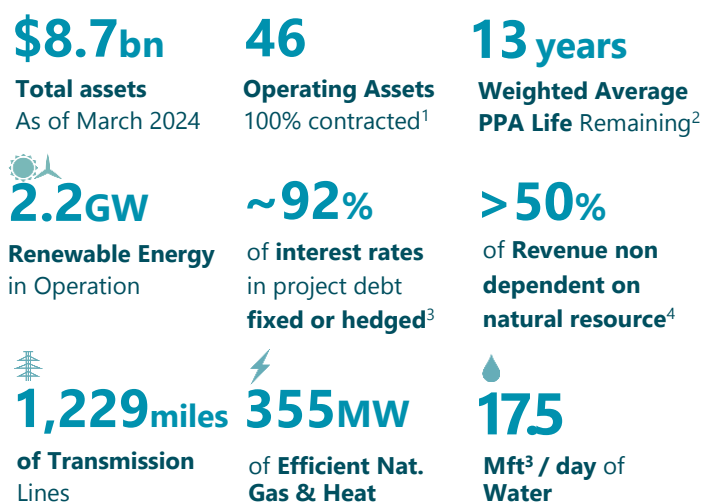 $8.7bn
Total assets
As of March 2024
46
Operating Assets
100% contracted¹
13 years
Weighted Average
PPA Life Remaining²
2.2GW
Renewable Energy
in Operation
~92%
of interest rates
in project debt
fixed or hedged³
>50%
of Revenue non
dependent on
natural resource⁴
1,229miles
of Transmission
Lines
355MW
of Efficient Nat.
Gas & Heat
17.5
Mft³ / day of
Water